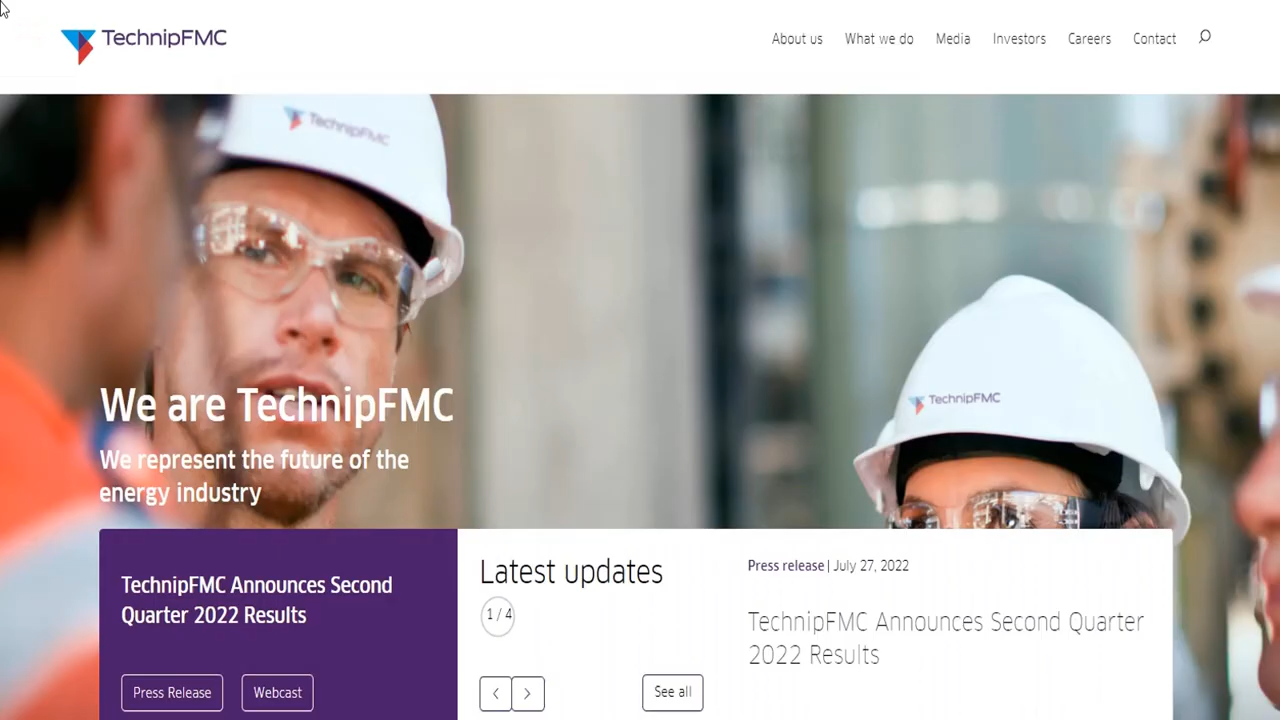 TechnipFMC
About us What we do Media Investors Careers Contact
TechnipFMC
TechnipFMC
We are TechnipFMC
We represent the future of the
energy industry
TechnipFMC Announces Second
Quarter 2022 Results
Press Release Webcast
Latest updates
1 / 4
See all
Press release | July 27, 2022
TechnipFMC Announces Second Quarter
2022 Results